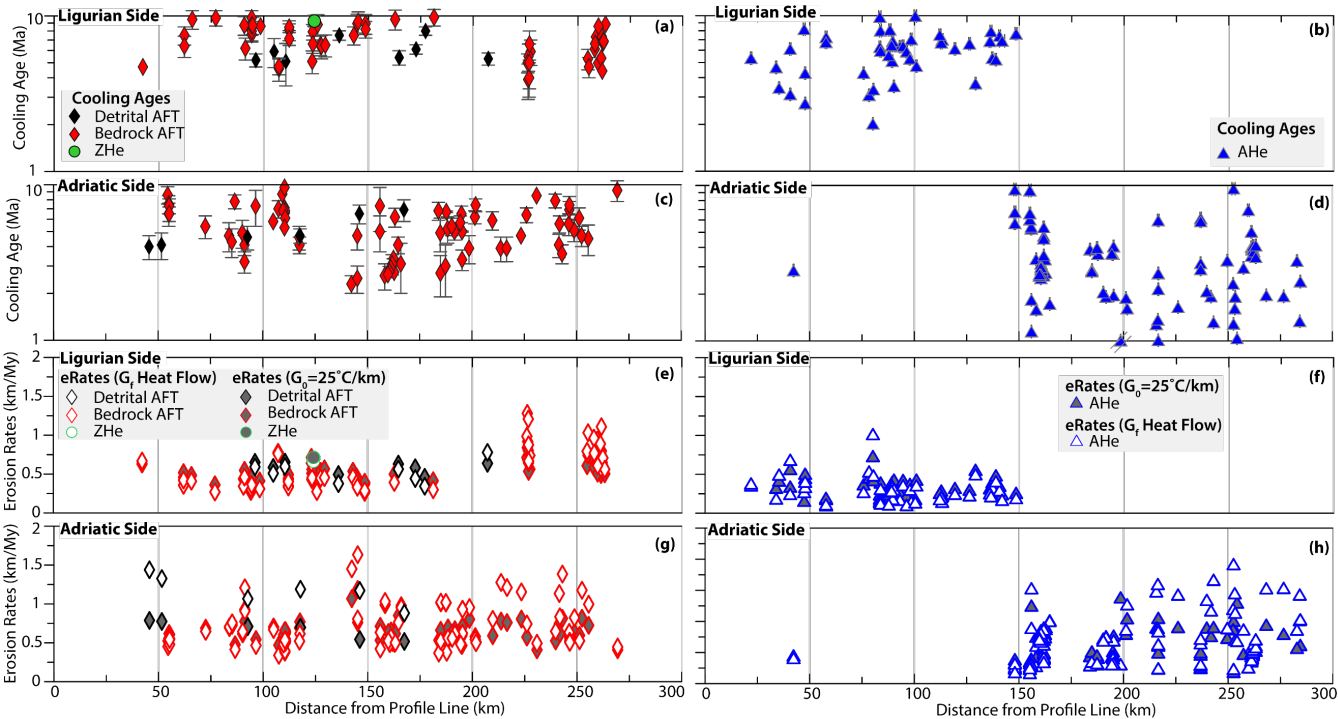 Ligurian Side
(a)
10
1
Cooling Age (Ma)
Cooling Ages
Detrital AFT
Bedrock AFT
ZHe
Ligurian Side
(b)
Cooling Ages
AHe
Adriatic Side
(c)
10
1
Cooling Age (Ma)
Adriatic Side
(d)
Ligurian Side
(e)
2
1.5
1
0.5
0
Erosion Rates (km/My)
eRates (Gf Heat Flow)
Detrital AFT
Bedrock AFT
ZHe
eRates (G0=25˚C/km)
Detrital AFT
Bedrock AFT
ZHe
Ligurian Side
(f)
eRates (G0=25˚C/km)
AHe
eRates (Gf Heat Flow)
AHe
Adriatic Side
(g)
2
1.5
1
0.5
0
Erosion Rates (km/My)
0 50 100 150 200 250 300
Distance from Profile Line (km)
Adriatic Side
(h)
0 50 100 150 200 250 300
Distance from Profile Line (km)